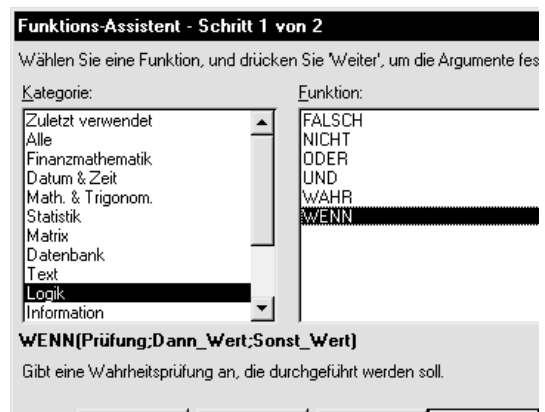 Funktions-Assistent - Schritt 1 von 2
Wählen Sie eine Funktion, und drücken Sie 'Weiter', um die Argumente fes
Kategorie:
Zuletzt verwendet
Alle
Finanzmathematik
Datum & Zeit
Math. & Trigonom.
Statistik
Matrix
Datenbank
Text
Logik
Information
Funktion:
FALSCH
NICHT
ODER
UND
WAHR
WENN
WENN(Prüfung;Dann_Wert;Sonst_Wert)
Gibt eine Wahrheitsprüfung an, die durchgeführt werden soll.